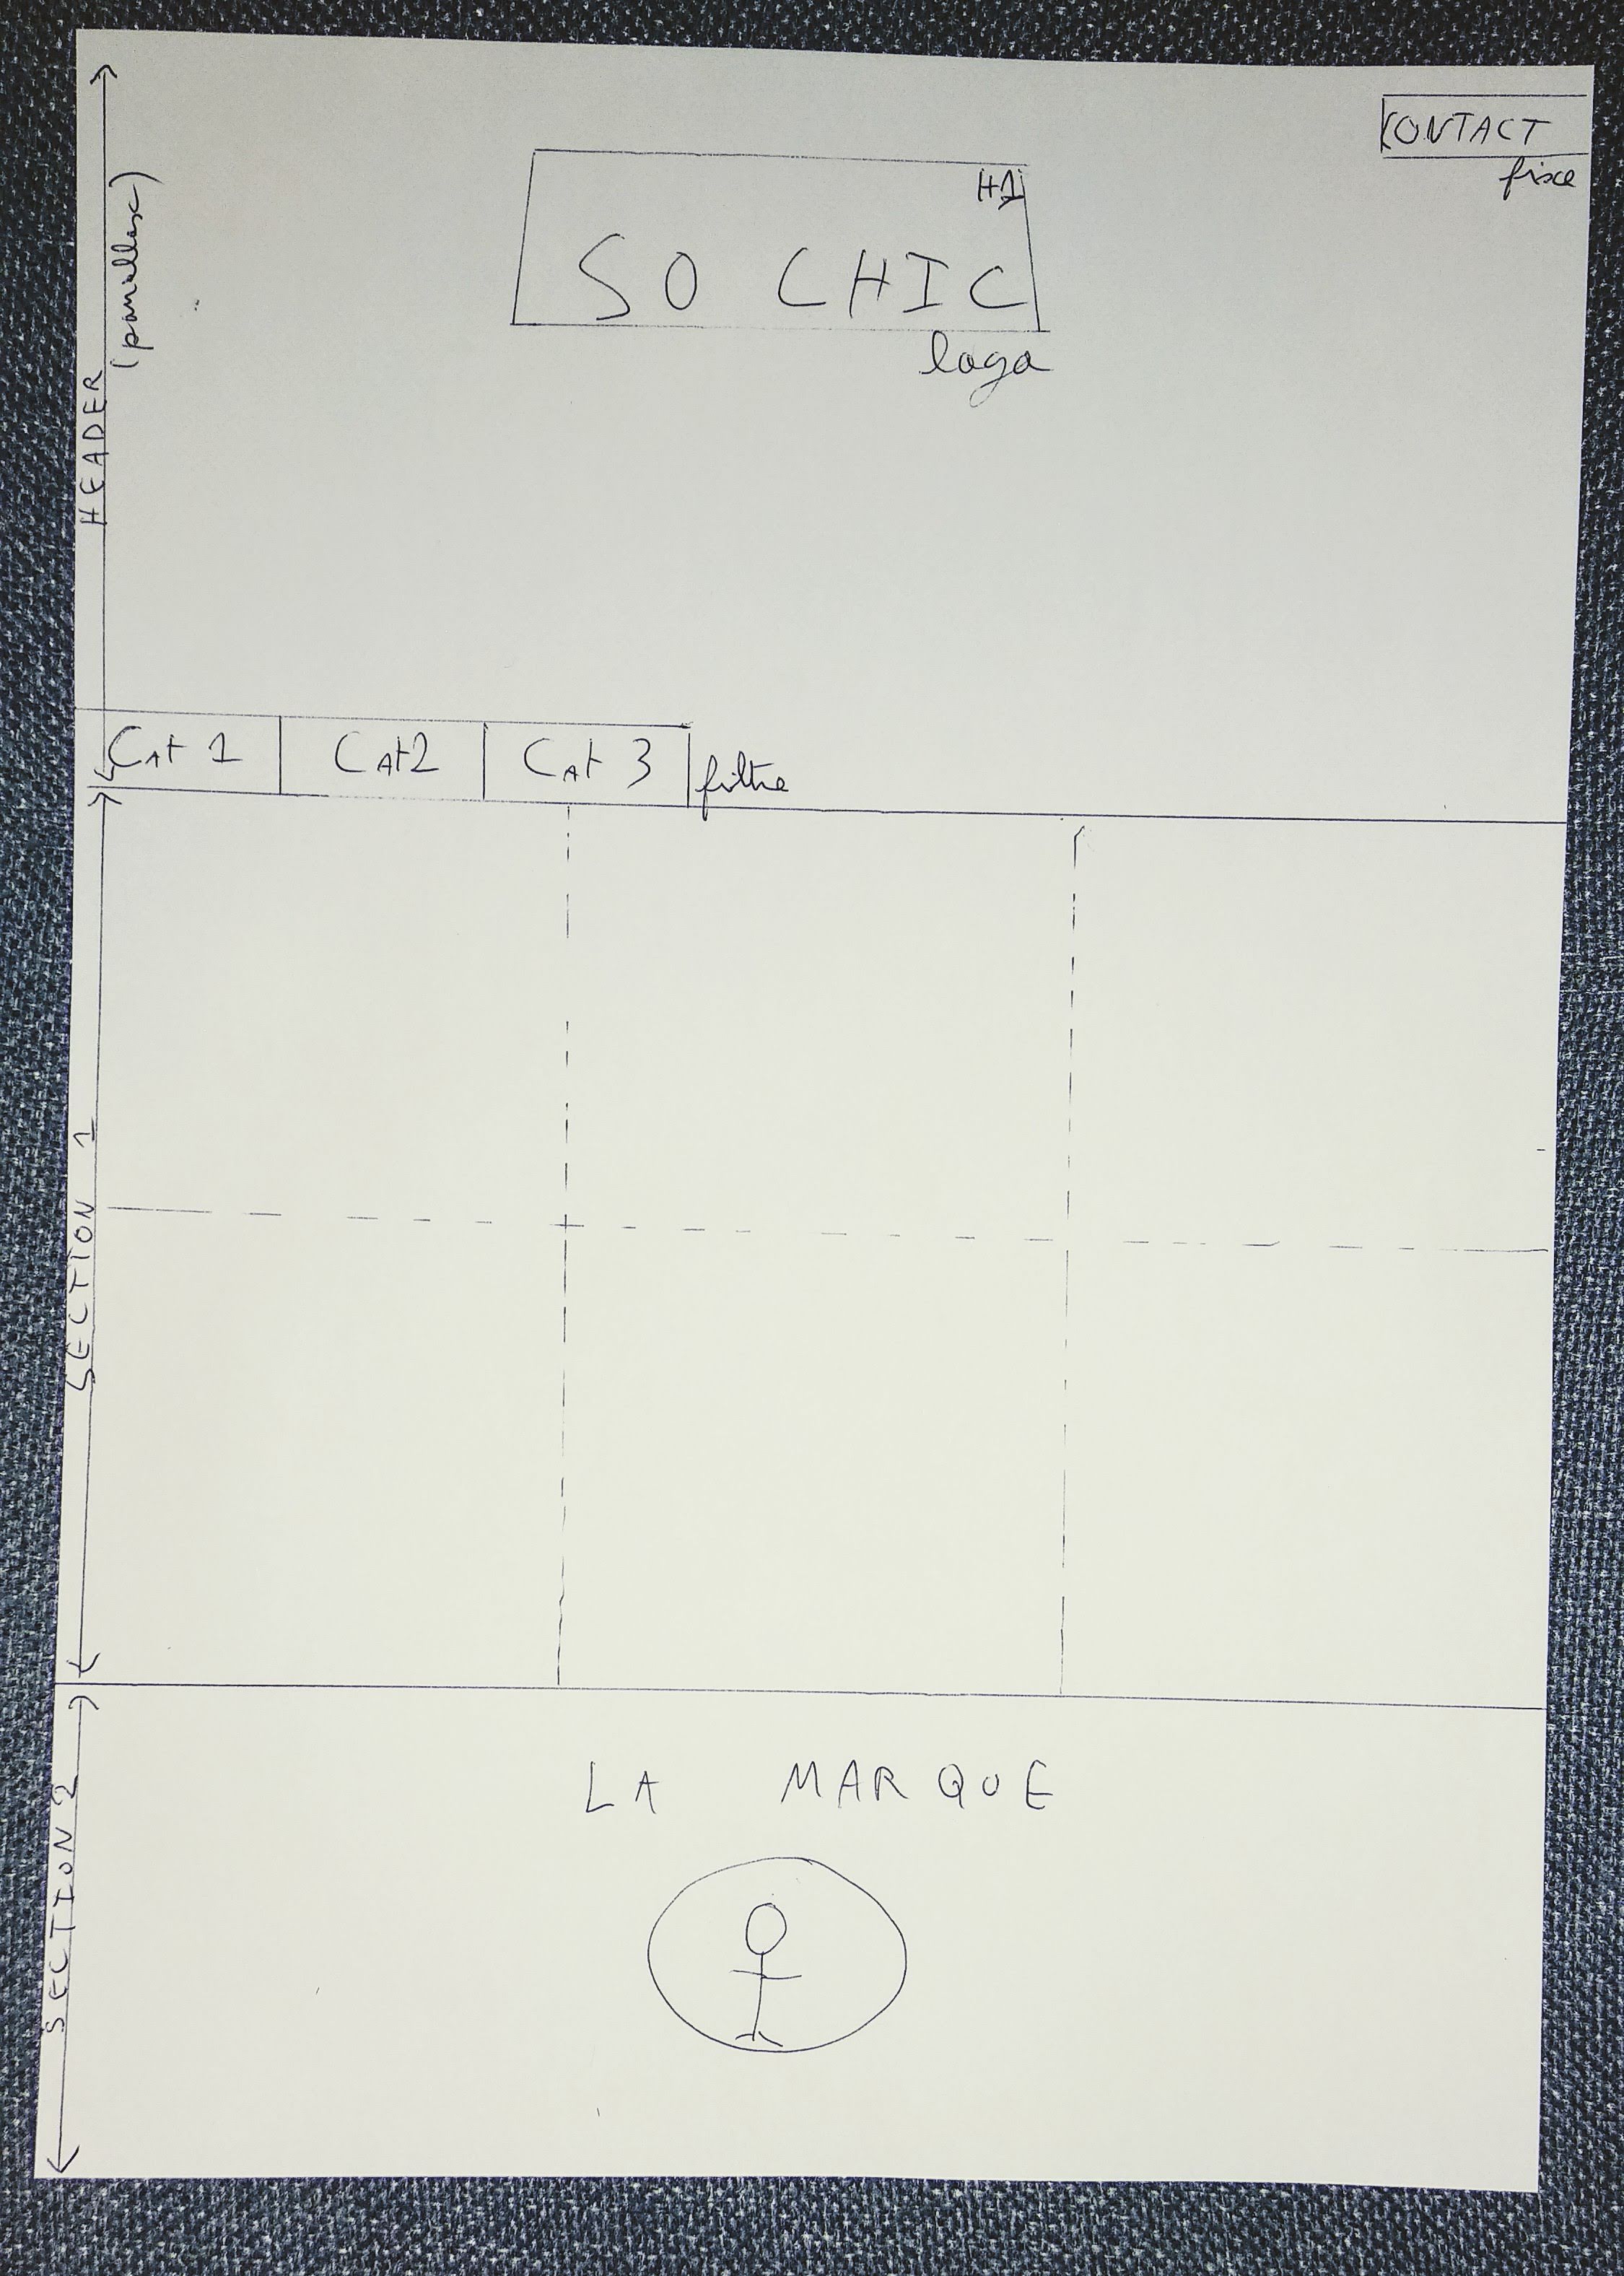 CONTACT
fixe
H1
SO CHIC
logo
HEADER
(parallax)
Cat 1
Cat2
Cat 3
filtre
SECTION 1
LA MARQUE
SECTION 2